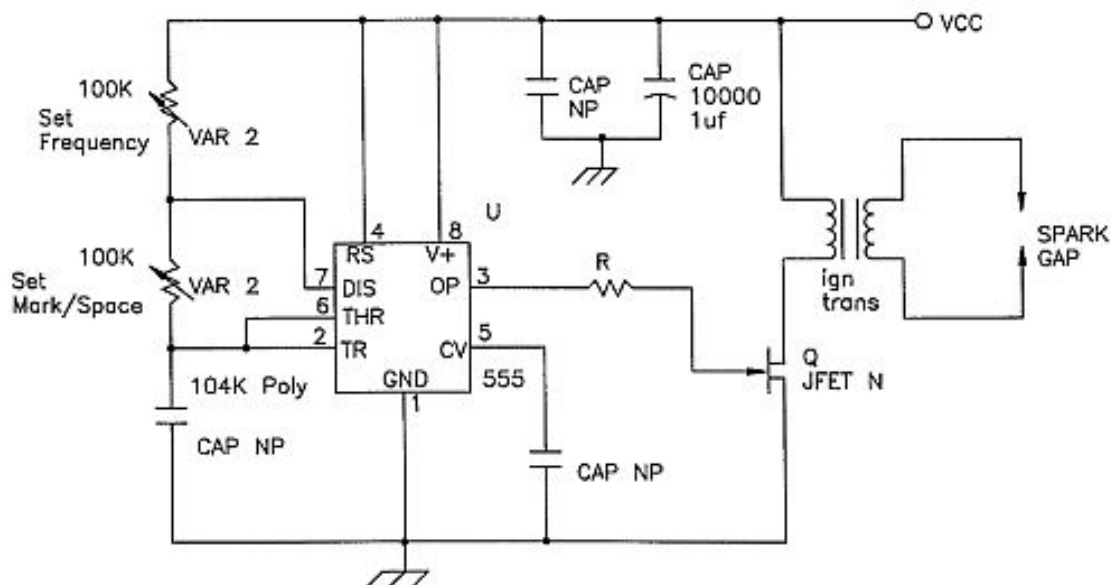 VCC
100K
Set
Frequency
VAR 2
CAP
NP
CAP
10000
1uf
U
4
8
RS
V+
7
DIS
OP
3
R
6
THR
2
TR
CV
5
GND
1
555
100K
Set
Mark/Space
VAR 2
104K Poly
CAP NP
CAP NP
ign
trans
SPARK
GAP
Q
JFET N